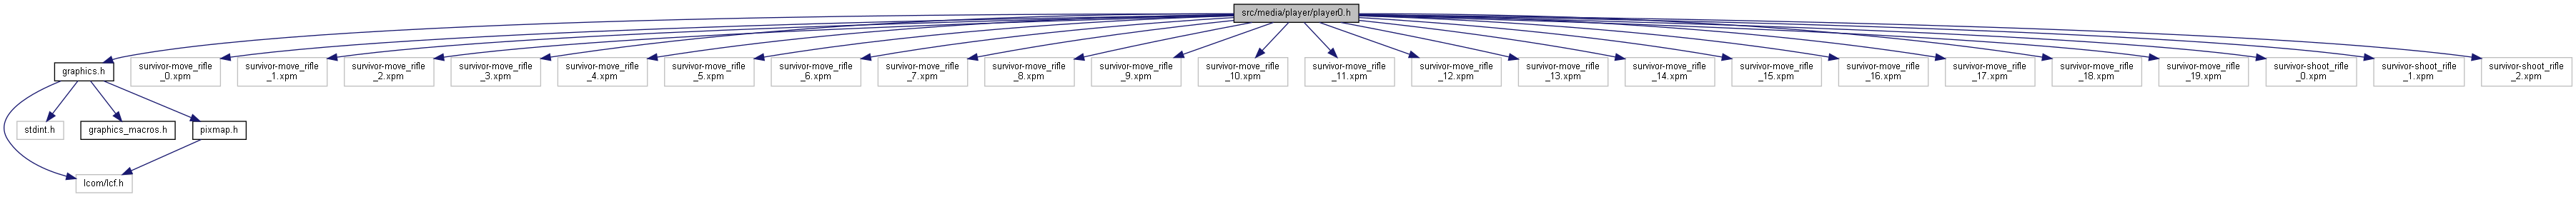 src/media/player/player0.h
graphics.h
survivor-move_rifle
_0.xpm
survivor-move_rifle
_1.xpm
survivor-move_rifle
_2.xpm
survivor-move_rifle
_3.xpm
survivor-move_rifle
_4.xpm
survivor-move_rifle
_5.xpm
survivor-move_rifle
_6.xpm
survivor-move_rifle
_7.xpm
survivor-move_rifle
_8.xpm
survivor-move_rifle
_9.xpm
survivor-move_rifle
_10.xpm
survivor-move_rifle
_11.xpm
survivor-move_rifle
_12.xpm
survivor-move_rifle
_13.xpm
survivor-move_rifle
_14.xpm
survivor-move_rifle
_15.xpm
survivor-move_rifle
_16.xpm
survivor-move_rifle
_17.xpm
survivor-move_rifle
_18.xpm
survivor-move_rifle
_19.xpm
survivor-shoot_rifle
_0.xpm
survivor-shoot_rifle
_1.xpm
survivor-shoot_rifle
_2.xpm
stdint.h
graphics_macros.h
pixmap.h
lcom/lcf.h